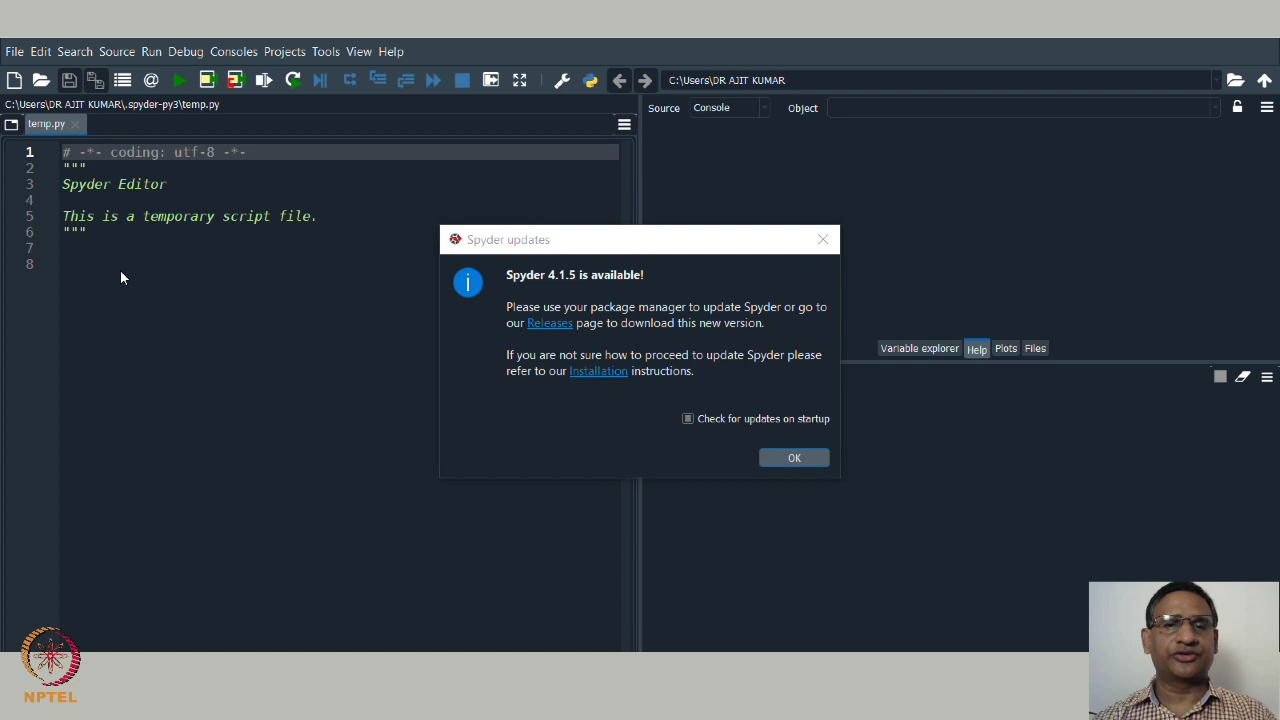 File Edit Search Source Run Debug Consoles Projects Tools View Help
C:\Users\DR AJIT KUMAR
C:\Users\DR AJIT KUMAR\.spyder-py3\temp.py
Source Console Object
temp.py
1 # -*- coding: utf-8 -*-
2 """
3 Spyder Editor
4
5 This is a temporary script file.
6 """
7
8
Spyder updates
Spyder 4.1.5 is available!
Please use your package manager to update Spyder or go to
our Releases page to download this new version.
If you are not sure how to proceed to update Spyder please
refer to our Installation instructions.
Check for updates on startup
OK
Variable explorer Help Plots Files
NPTEL